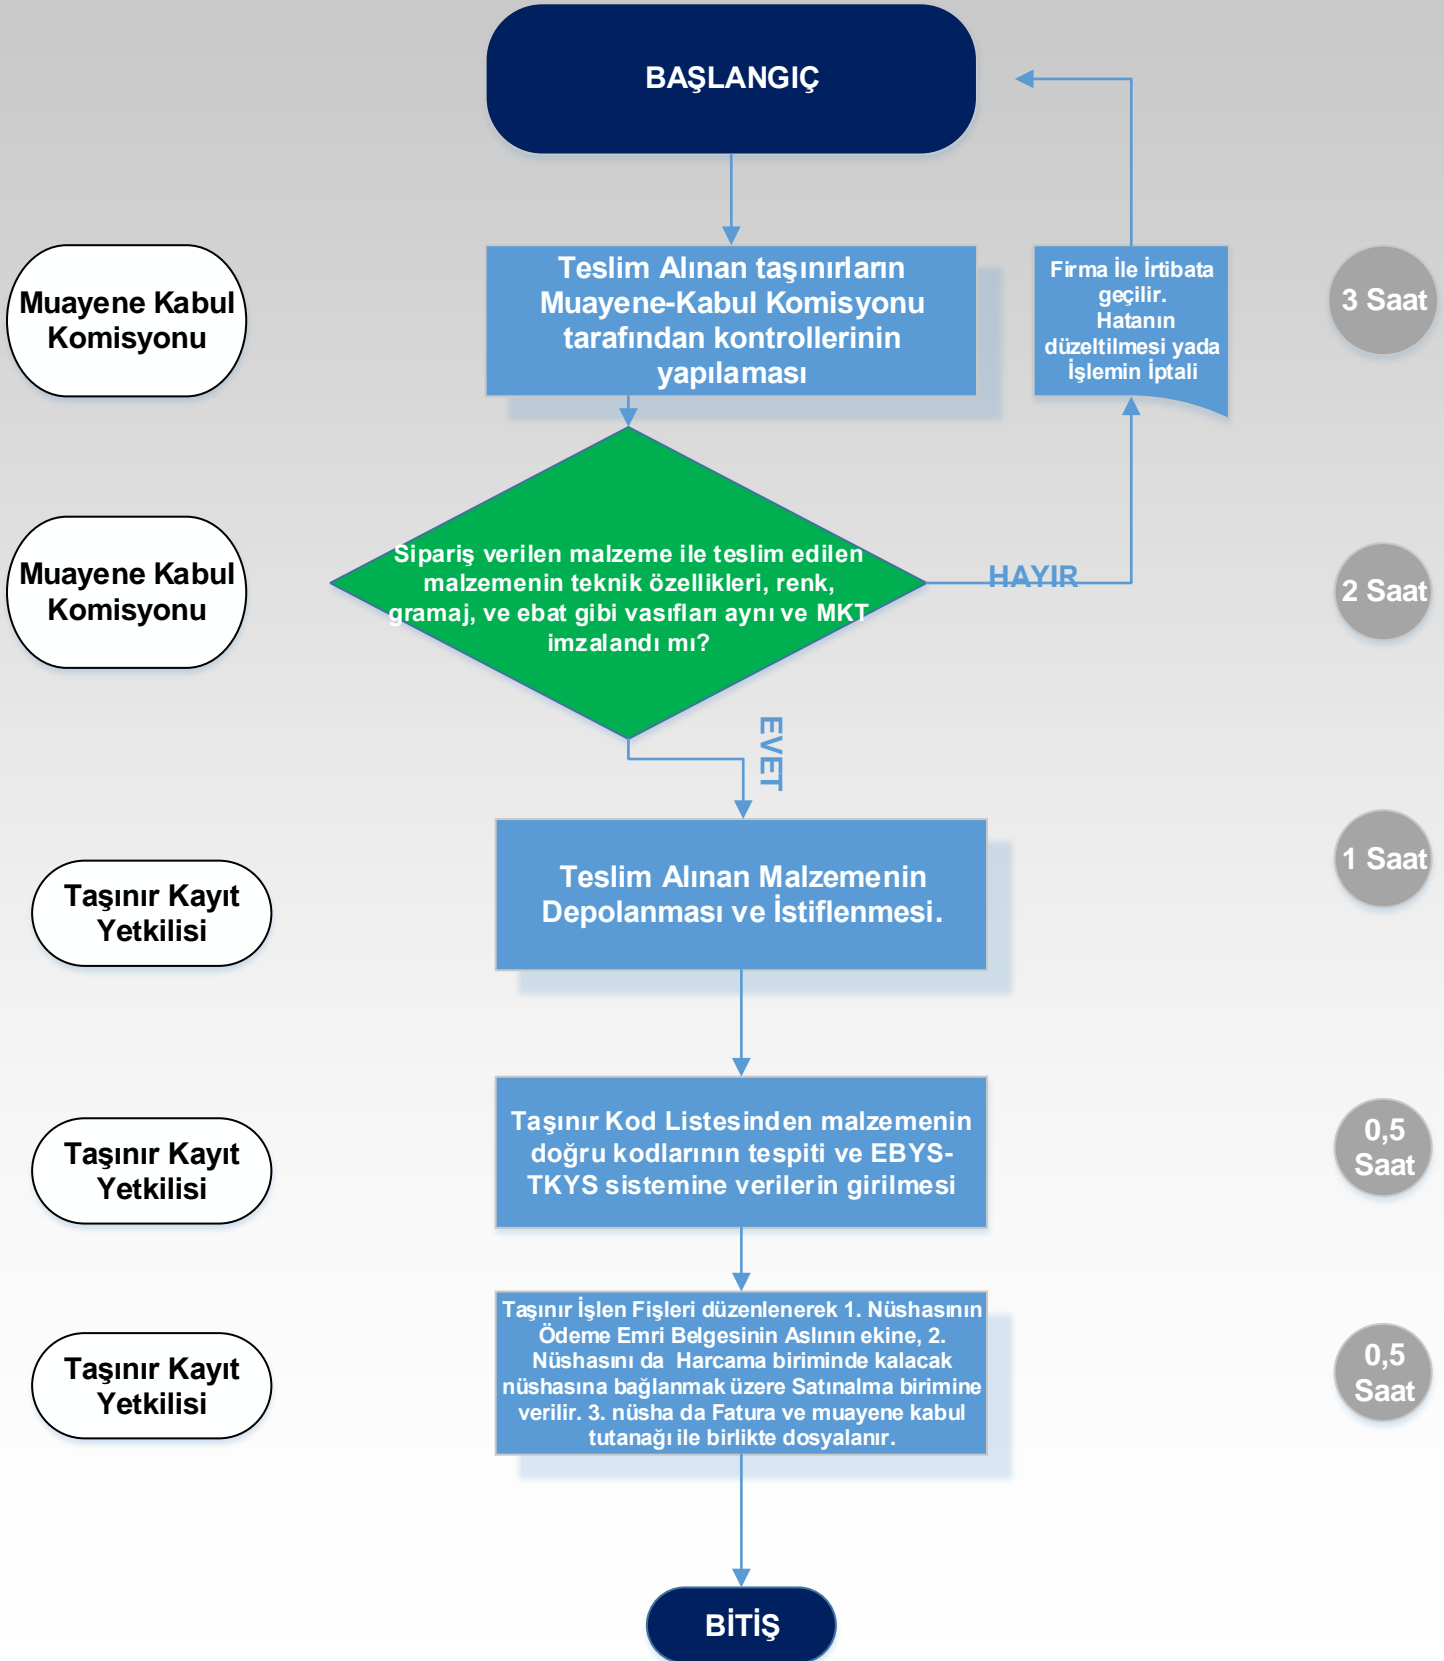 BAŞLANGIÇ
Muayene Kabul
Komisyonu
Teslim Alınan taşınırların
Muayene-Kabul Komisyonu
tarafından kontrollerinin
yapılaması
Firma İle İrtibata
geçilir.
Hatanın
düzeltilmesi yada
İşlemin İptali
3 Saat
Muayene Kabul
Komisyonu
Sipariş verilen malzeme ile teslim edilen
malzemenin teknik özellikleri, renk,
gramaj, ve ebat gibi vasıfları aynı ve MKT
imzalandı mı?
HAYIR
2 Saat
EVET
Taşınır Kayıt
Yetkilisi
Teslim Alınan Malzemenin
Depolanması ve İstiflenmesi.
1 Saat
Taşınır Kayıt
Yetkilisi
Taşınır Kod Listesinden malzemenin
doğru kodlarının tespiti ve EBYS-
TKYS sistemine verilerin girilmesi
0,5
Saat
Taşınır Kayıt
Yetkilisi
Taşınır İşlen Fişleri düzenlenerek 1. Nüshasının
Ödeme Emri Belgesinin Aslının ekine, 2.
Nüshasını da Harcama biriminde kalacak
nüshasına bağlanmak üzere Satınalma birimine
verilir. 3. nüsha da Fatura ve muayene kabul
tutanağı ile birlikte dosyalanır.
0,5
Saat
BİTİŞ